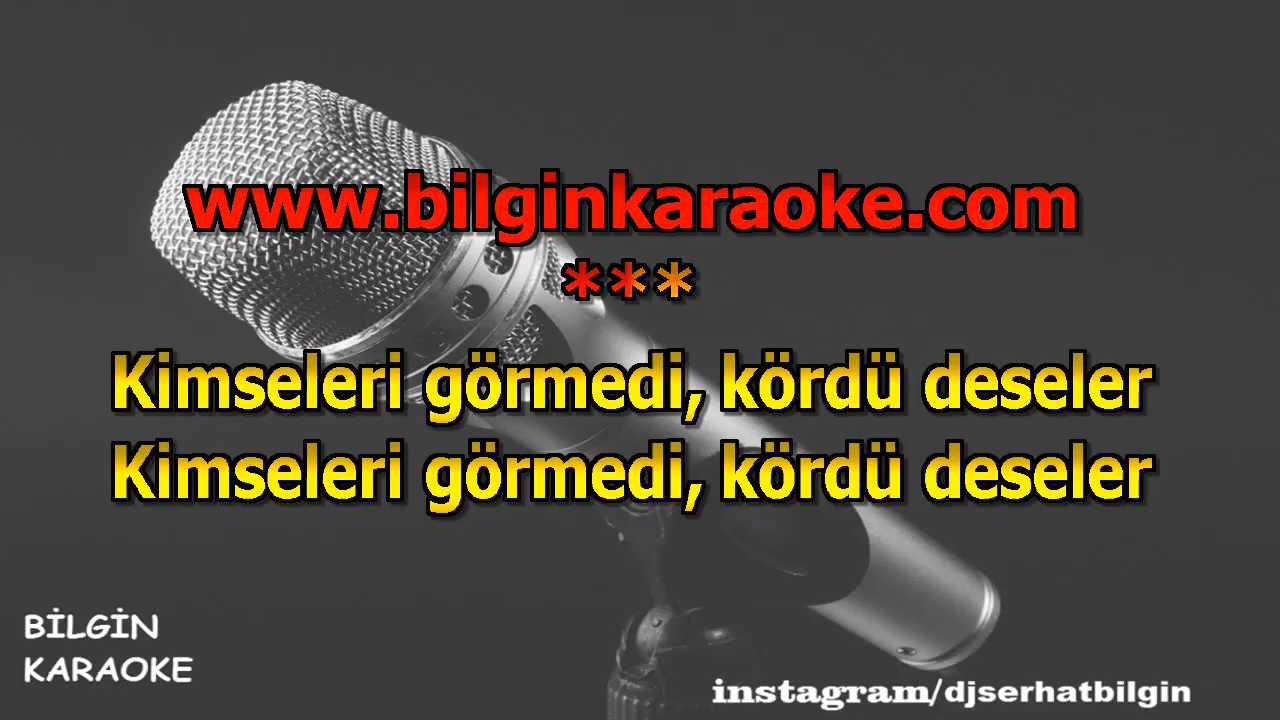 www.bilginkaraoke.com
***
Kimseleri görmedi, kördü deseler
Kimseleri görmedi, kördü deseler
BİLGİN
KARAOKE
instagram/djserhatbilgin